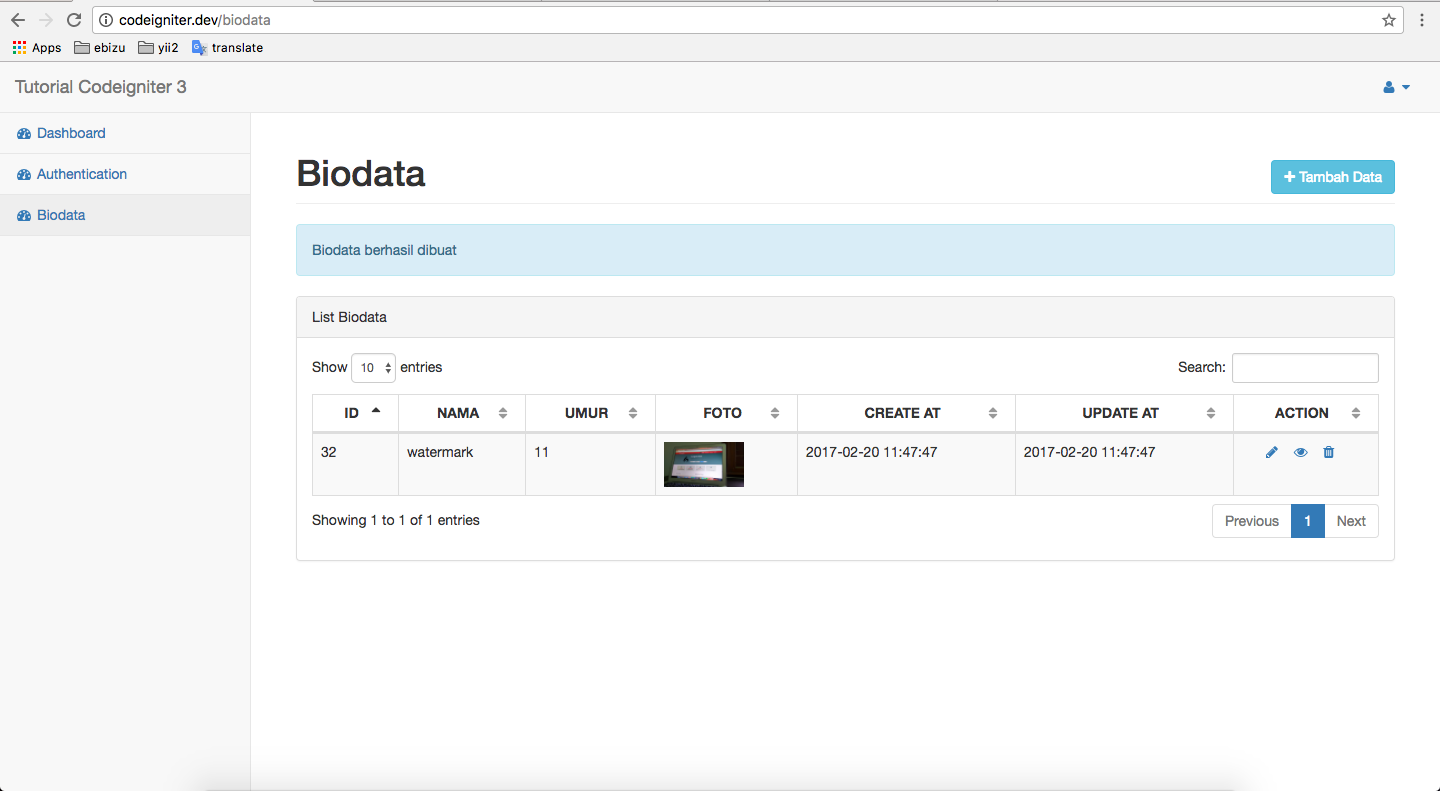 codeigniter.dev/biodata
Apps ebizu yii2 translate
Tutorial Codeigniter 3
Dashboard
Authentication
Biodata
Biodata
+ Tambah Data
Biodata berhasil dibuat
List Biodata
Show 10 entries
Search:
ID NAMA UMUR FOTO CREATE AT UPDATE AT ACTION
32 watermark 11 2017-02-20 11:47:47 2017-02-20 11:47:47
Showing 1 to 1 of 1 entries
Previous 1 Next